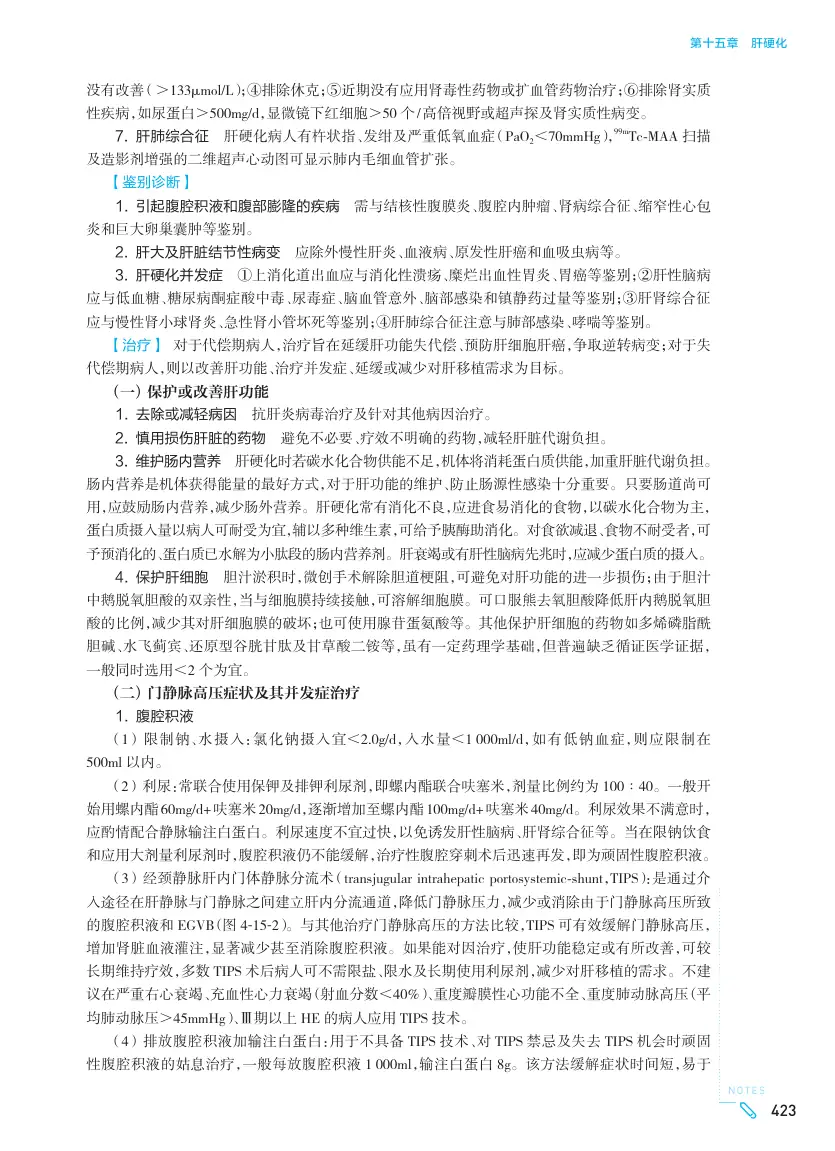 第十五章 肝硬化
没有改善（＞133μmol/L）；④排除休克；⑤近期没有应用肾毒性药物或扩血管药物治疗；⑥排除肾实质
性疾病，如尿蛋白＞500mg/d，显微镜下红细胞＞50 个/高倍视野或超声探及肾实质性病变。
7. 肝肺综合征 肝硬化病人有杵状指、发绀及严重低氧血症（PaO₂＜70mmHg），⁹⁹ᵐTc-MAA 扫描
及造影剂增强的二维超声心动图可显示肺内毛细血管扩张。
【鉴别诊断】
1. 引起腹腔积液和腹部膨隆的疾病 需与结核性腹膜炎、腹腔内肿瘤、肾病综合征、缩窄性心包
炎和巨大卵巢囊肿等鉴别。
2. 肝大及肝脏结节性病变 应除外慢性肝炎、血液病、原发性肝癌和血吸虫病等。
3. 肝硬化并发症 ①上消化道出血应与消化性溃疡、糜烂出血性胃炎、胃癌等鉴别；②肝性脑病
应与低血糖、糖尿病酮症酸中毒、尿毒症、脑血管意外、脑部感染和镇静药过量等鉴别；③肝肾综合征
应与慢性肾小球肾炎、急性肾小管坏死等鉴别；④肝肺综合征注意与肺部感染、哮喘等鉴别。
【治疗】 对于代偿期病人，治疗旨在延缓肝功能失代偿、预防肝细胞肝癌，争取逆转病变；对于失
代偿期病人，则以改善肝功能、治疗并发症、延缓或减少对肝移植需求为目标。
（一）保护或改善肝功能
1. 去除或减轻病因 抗肝炎病毒治疗及针对其他病因治疗。
2. 慎用损伤肝脏的药物 避免不必要、疗效不明确的药物，减轻肝脏代谢负担。
3. 维护肠内营养 肝硬化时若碳水化合物供能不足，机体将消耗蛋白质供能，加重肝脏代谢负担。
肠内营养是机体获得能量的最好方式，对于肝功能的维护、防止肠源性感染十分重要。只要肠道尚可
用，应鼓励肠内营养，减少肠外营养。肝硬化常有消化不良，应进食易消化的食物，以碳水化合物为主，
蛋白质摄入量以病人可耐受为宜，辅以多种维生素，可给予胰酶助消化。对食欲减退、食物不耐受者，可
予预消化的、蛋白质已水解为小肽段的肠内营养剂。肝衰竭或有肝性脑病先兆时，应减少蛋白质的摄入。
4. 保护肝细胞 胆汁淤积时，微创手术解除胆道梗阻，可避免对肝功能的进一步损伤；由于胆汁
中鹅脱氧胆酸的双亲性，当与细胞膜持续接触，可溶解细胞膜。可口服熊去氧胆酸降低肝内鹅脱氧胆
酸的比例，减少其对肝细胞膜的破坏；也可使用腺苷蛋氨酸等。其他保护肝细胞的药物如多烯磷脂酰
胆碱、水飞蓟宾、还原型谷胱甘肽及甘草酸二铵等，虽有一定药理学基础，但普遍缺乏循证医学证据，
一般同时选用＜2 个为宜。
（二）门静脉高压症状及其并发症治疗
1. 腹腔积液
（1）限制钠、水摄入：氯化钠摄入宜＜2.0g/d，入水量＜1 000ml/d，如有低钠血症，则应限制在
500ml 以内。
（2）利尿：常联合使用保钾及排钾利尿剂，即螺内酯联合呋塞米，剂量比例约为 100∶40。一般开
始用螺内酯60mg/d+呋塞米20mg/d，逐渐增加至螺内酯100mg/d+呋塞米40mg/d。利尿效果不满意时，
应酌情配合静脉输注白蛋白。利尿速度不宜过快，以免诱发肝性脑病、肝肾综合征等。当在限钠饮食
和应用大剂量利尿剂时，腹腔积液仍不能缓解，治疗性腹腔穿刺术后迅速再发，即为顽固性腹腔积液。
（3）经颈静脉肝内门体静脉分流术（transjugular intrahepatic portosystemic-shunt，TIPS）：是通过介
入途径在肝静脉与门静脉之间建立肝内分流通道，降低门静脉压力，减少或消除由于门静脉高压所致
的腹腔积液和 EGVB（图 4-15-2）。与其他治疗门静脉高压的方法比较，TIPS 可有效缓解门静脉高压，
增加肾脏血液灌注，显著减少甚至消除腹腔积液。如果能对因治疗，使肝功能稳定或有所改善，可较
长期维持疗效，多数 TIPS 术后病人可不需限盐、限水及长期使用利尿剂，减少对肝移植的需求。不建
议在严重右心衰竭、充血性心力衰竭（射血分数＜40%）、重度瓣膜性心功能不全、重度肺动脉高压（平
均肺动脉压＞45mmHg）、Ⅲ期以上 HE 的病人应用 TIPS 技术。
（4）排放腹腔积液加输注白蛋白：用于不具备 TIPS 技术、对 TIPS 禁忌及失去 TIPS 机会时顽固
性腹腔积液的姑息治疗，一般每放腹腔积液 1 000ml，输注白蛋白 8g。该方法缓解症状时间短，易于
NOTES
423